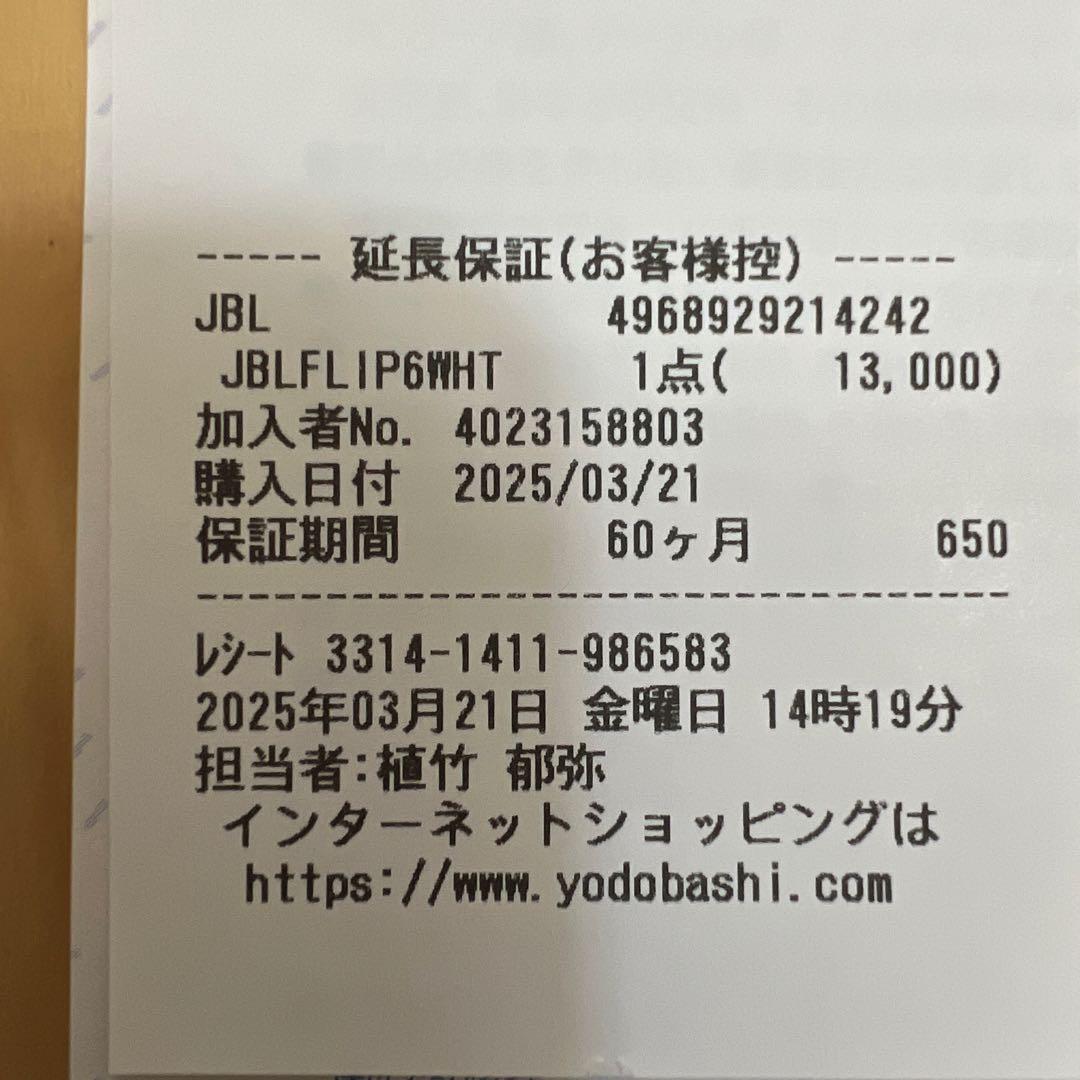 ----- 延長保証(お客様控) -----
JBL 4968929214242
JBLFLIP6WHT 1点( 13,000)
加入者No. 4023158803
購入日付 2025/03/21
保証期間 60ヶ月 650
--------------------------------
ﾚｼｰﾄ 3314-1411-986583
2025年03月21日 金曜日 14時19分
担当者:植竹 郁弥
インターネットショッピングは
https://www.yodobashi.com